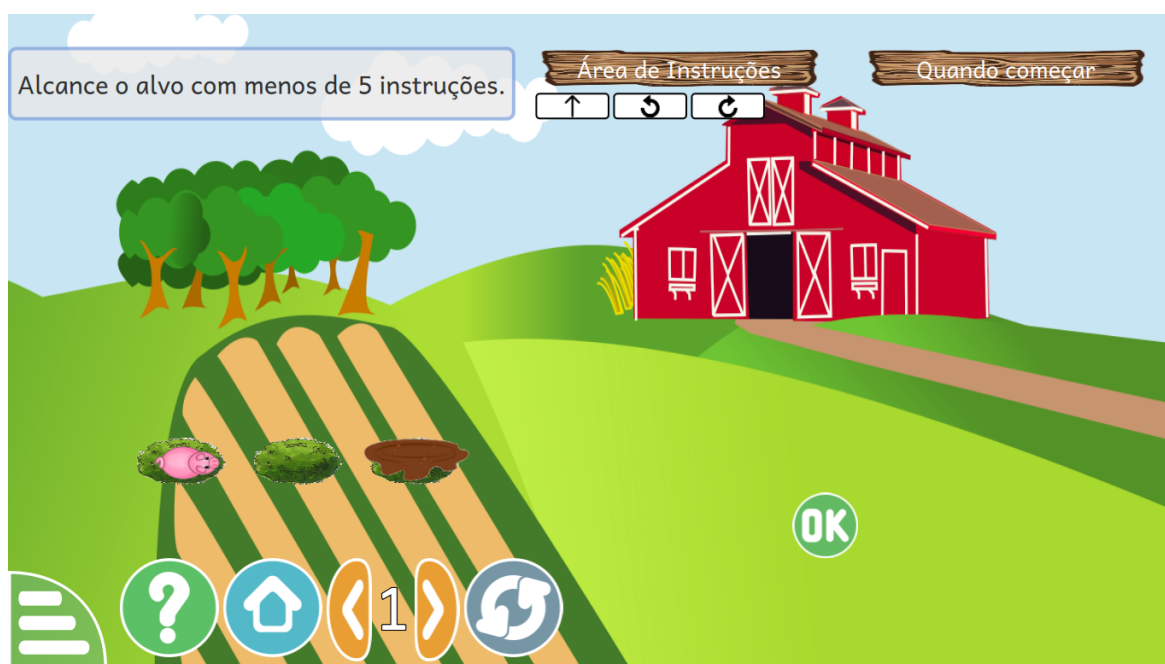 Alcance o alvo com menos de 5 instruções.
Área de Instruções
Quando começar
OK
1